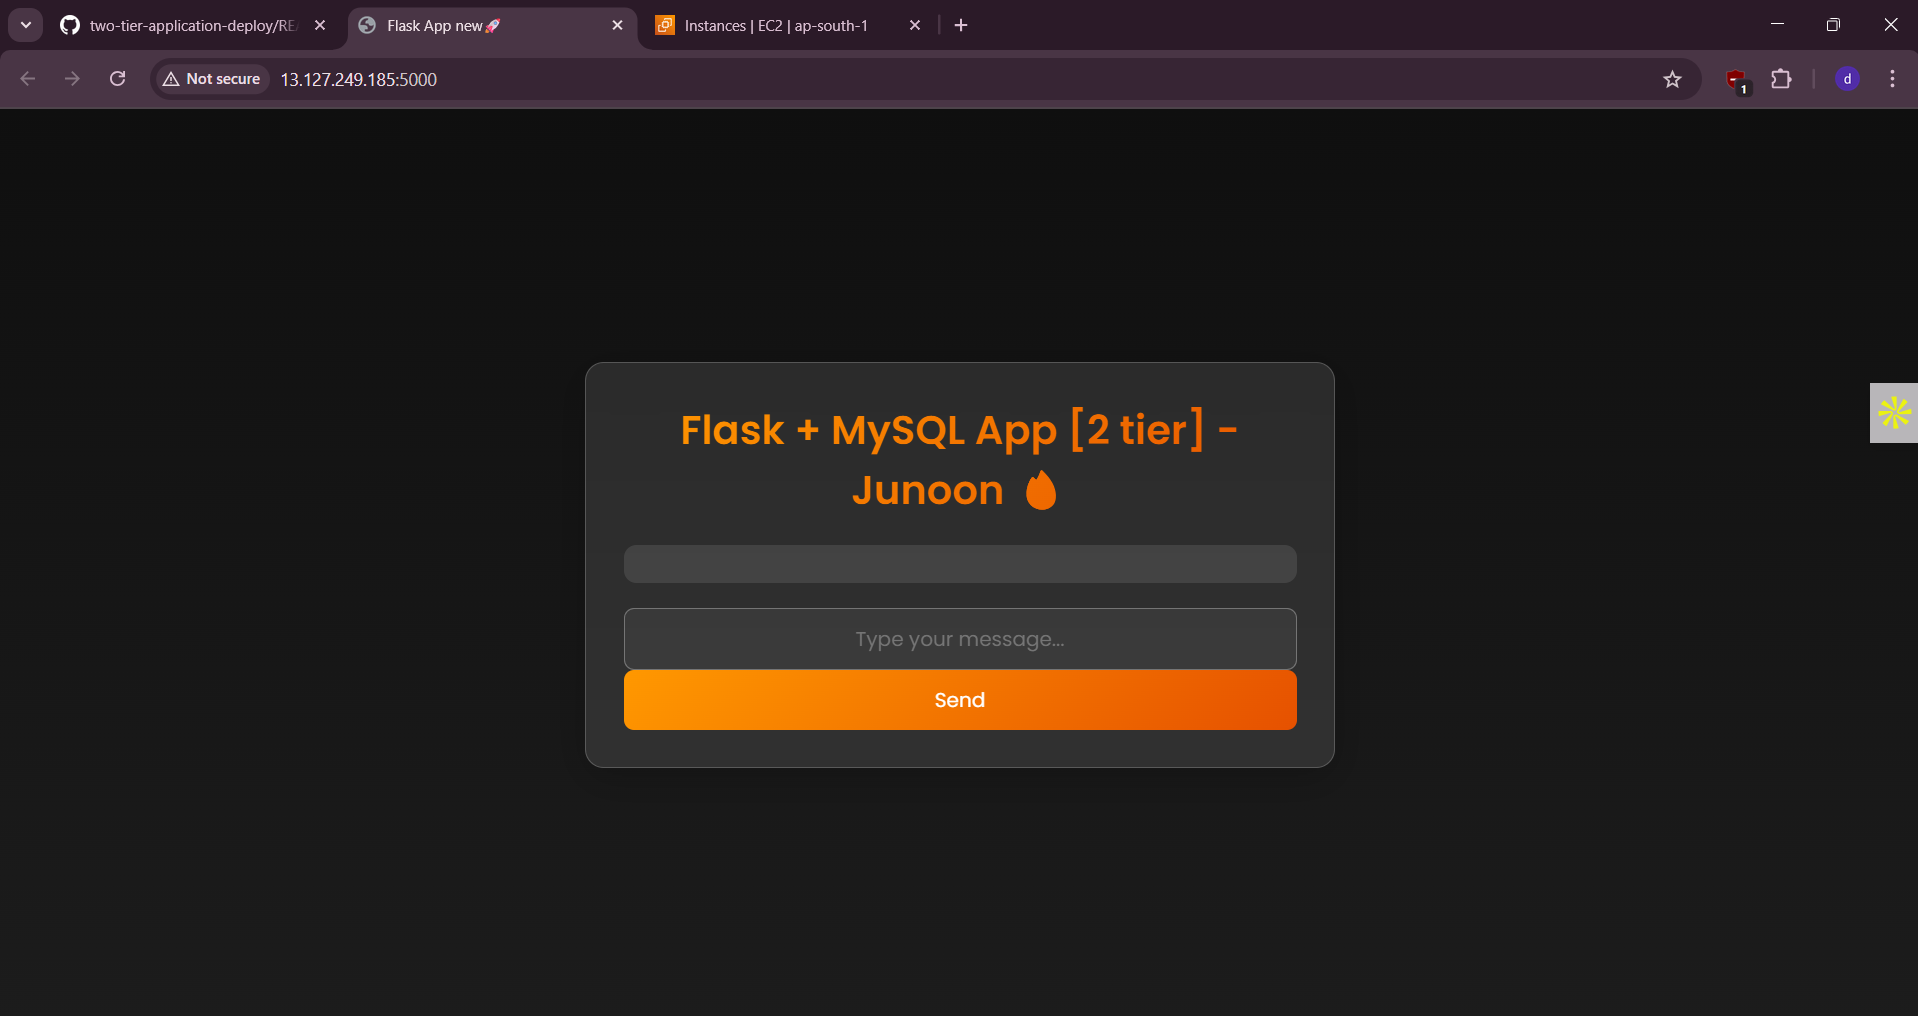 two-tier-application-deploy/RE
Flask App new🚀
Instances | EC2 | ap-south-1
Not secure
13.127.249.185:5000
1
d
Flask + MySQL App [2 tier] -
Junoon 🔥
Type your message...
Send